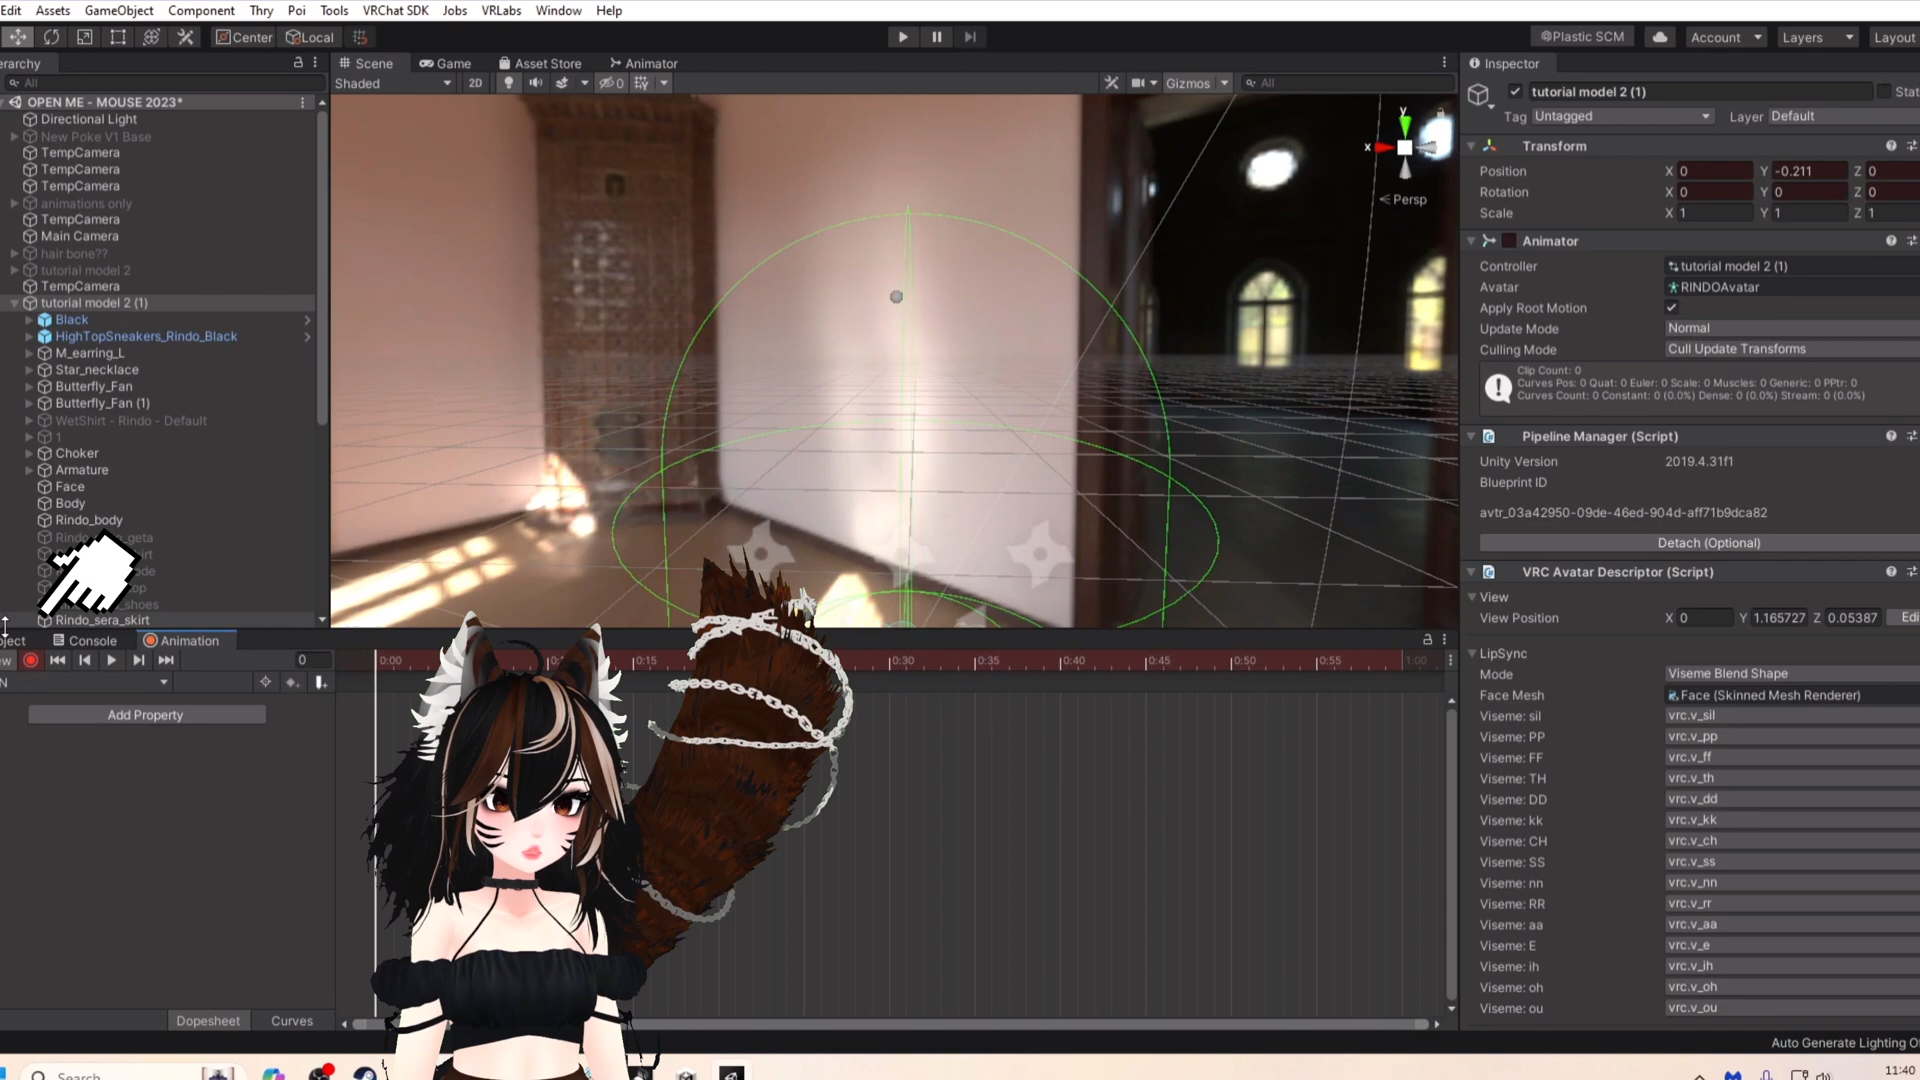 Edit Assets GameObject Component Thry Poi Tools VRChat SDK Jobs VRLabs Window Help
Center Local Plastic SCM Account Layers Layout
erarchy
All
OPEN ME - MOUSE 2023*
Directional Light
New Poke V1 Base
TempCamera
TempCamera
TempCamera
animations only
TempCamera
Main Camera
hair bone??
tutorial model 2
TempCamera
tutorial model 2 (1)
Black
HighTopSneakers_Rindo_Black
M_earring_L
Star_necklace
Butterfly_Fan
Butterfly_Fan (1)
WetShirt - Rindo - Default
1
Choker
Armature
Face
Body
Rindo_body
Rindo_sera_skirt
Scene Game Asset Store Animator
Shaded 2D 0 Gizmos All
y
x
Persp
oject Console Animation
ew 0
N
Add Property
0:00 0:15 0:30 0:35 0:40 0:45 0:50 0:55 1:00
Dopesheet Curves
Inspector
tutorial model 2 (1) Stat
Tag Untagged Layer Default
Transform
Position X 0 Y -0.211 Z 0
Rotation X 0 Y 0 Z 0
Scale X 1 Y 1 Z 1
Animator
Controller tutorial model 2 (1)
Avatar RINDOAvatar
Apply Root Motion
Update Mode Normal
Culling Mode Cull Update Transforms
Clip Count: 0
Curves Pos: 0 Quat: 0 Euler: 0 Scale: 0 Muscles: 0 Generic: 0 PPtr: 0
Curves Count: 0 Constant: 0 (0.0%) Dense: 0 (0.0%) Stream: 0 (0.0%)
Pipeline Manager (Script)
Unity Version 2019.4.31f1
Blueprint ID
avtr_03a42950-09de-46ed-904d-aff71b9dca82
Detach (Optional)
VRC Avatar Descriptor (Script)
View
View Position X 0 Y 1.165727 Z 0.05387 Edi
LipSync
Mode Viseme Blend Shape
Face Mesh Face (Skinned Mesh Renderer)
Viseme: sil vrc.v_sil
Viseme: PP vrc.v_pp
Viseme: FF vrc.v_ff
Viseme: TH vrc.v_th
Viseme: DD vrc.v_dd
Viseme: kk vrc.v_kk
Viseme: CH vrc.v_ch
Viseme: SS vrc.v_ss
Viseme: nn vrc.v_nn
Viseme: RR vrc.v_rr
Viseme: aa vrc.v_aa
Viseme: E vrc.v_e
Viseme: ih vrc.v_ih
Viseme: oh vrc.v_oh
Viseme: ou vrc.v_ou
Auto Generate Lighting Of
Search
11:40